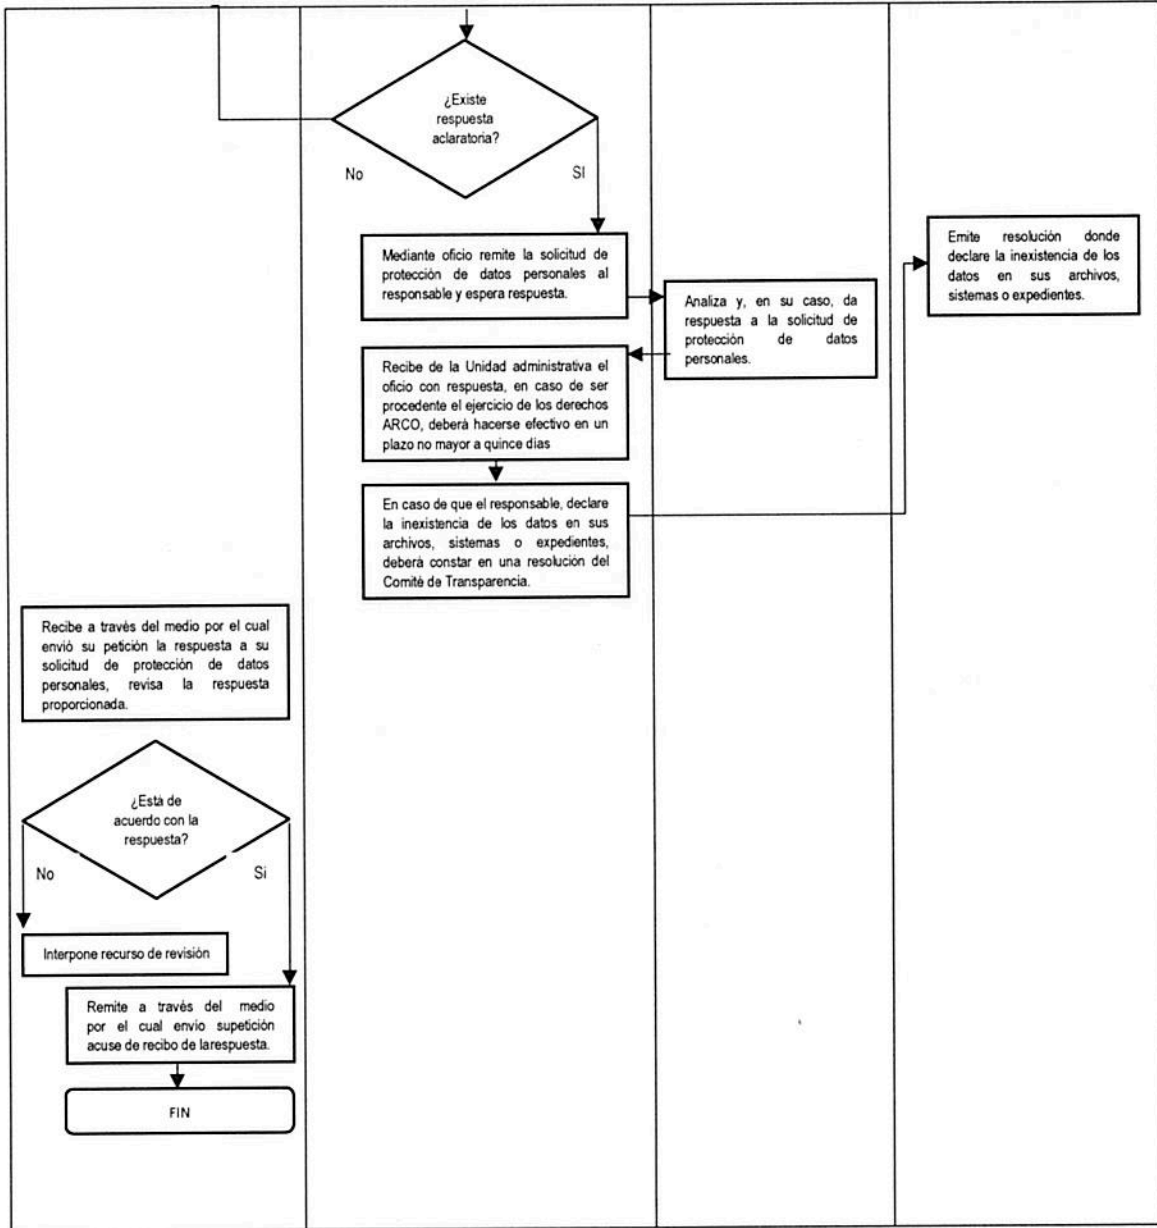 ¿Existe
respuesta
aclaratoria?
No
SI
Mediante oficio remite la solicitud de
protección de datos personales al
responsable y espera respuesta.
Emite resolución donde
declare la inexistencia de los
datos en sus archivos,
sistemas o expedientes.
Analiza y, en su caso, da
respuesta a la solicitud de
protección de datos
personales.
Recibe de la Unidad administrativa el
oficio con respuesta, en caso de ser
procedente el ejercicio de los derechos
ARCO, deberá hacerse efectivo en un
plazo no mayor a quince días
En caso de que el responsable, declare
la inexistencia de los datos en sus
archivos, sistemas o expedientes,
deberá constar en una resolución del
Comité de Transparencia.
Recibe a través del medio por el cual
envió su petición la respuesta a su
solicitud de protección de datos
personales, revisa la respuesta
proporcionada.
¿Está de
acuerdo con la
respuesta?
No
Si
Interpone recurso de revisión
Remite a través del medio
por el cual envío supetición
acuse de recibo de larespuesta.
FIN